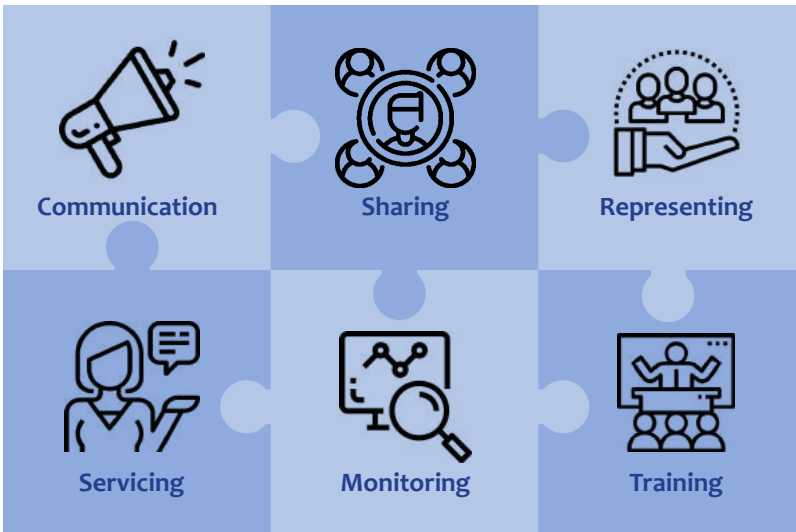 Communication
Sharing
Representing
Servicing
Monitoring
Training